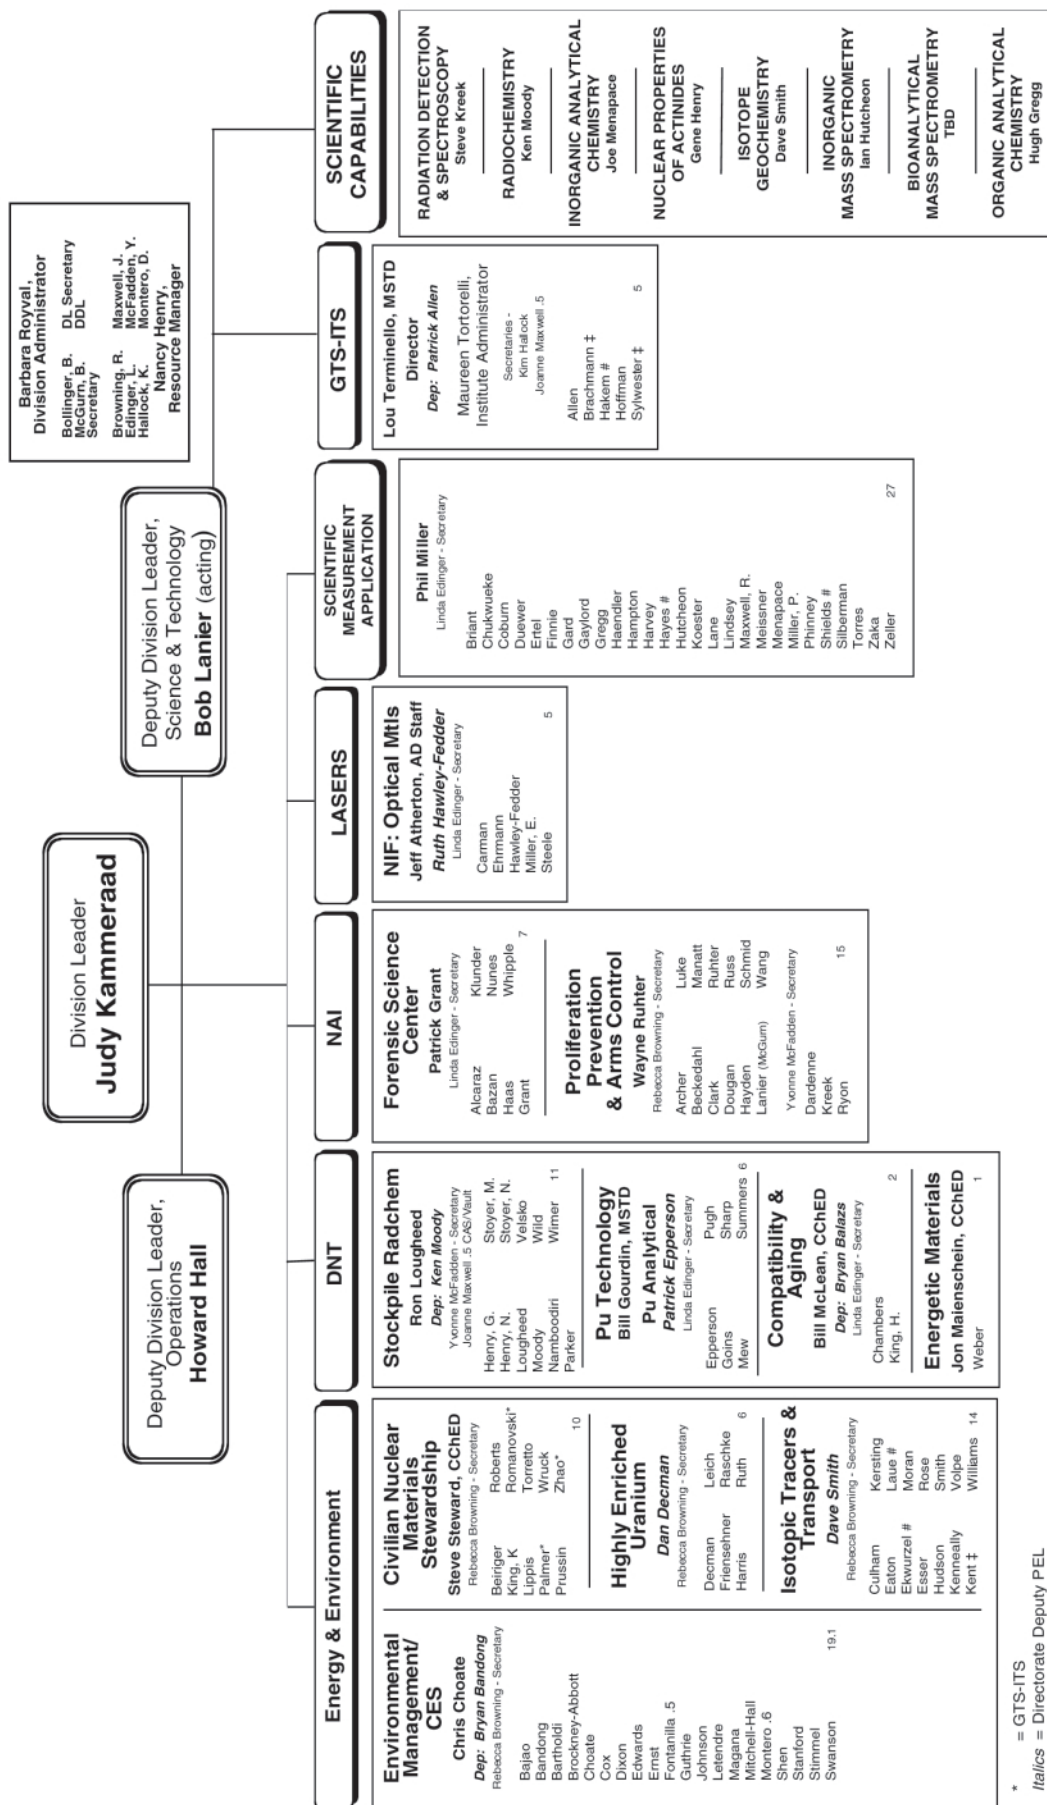 Division Leader
Judy Kammeraad
Deputy Division Leader,
Operations
Howard Hall
Deputy Division Leader,
Science & Technology
Bob Lanier (acting)
Barbara Royval,
Division Administrator
Bollinger, B. DL Secretary
McGurn, B. DDL
Secretary
Browning, R. Maxwell, J.
Edinger, L. McFadden, Y.
Hallock, K. Montero, D.
Nancy Henry,
Resource Manager
Energy & Environment
Environmental
Management/
CES
Chris Choate
Dep: Bryan Bandong
Rebecca Browning - Secretary
Bajao
Bandong
Bartholdi
Brockney-Abbott
Choate
Cox
Dixon
Edwards
Ernst
Fontanilla .5
Guthrie
Johnson
Letendre
Magana
Mitchell-Hall
Montero .6
Shen
Stanford
Stimmel
Swanson
19.1
Civilian Nuclear
Materials
Stewardship
Steve Steward, CChED
Rebecca Browning - Secretary
Beiriger Roberts
King, K Romanovski*
Lippis Torretto
Palmer* Wruck
Prussin Zhao*
10
Highly Enriched
Uranium
Dan Decman
Rebecca Browning - Secretary
Decman Leich
Friensehner Raschke
Harris Ruth 6
Isotopic Tracers &
Transport
Dave Smith
Rebecca Browning - Secretary
Culham Kersting
Eaton Laue #
Ekwurzel # Moran
Esser Rose
Hudson Smith
Kenneally Volpe
Kent ‡ Williams 14
DNT
Stockpile Radchem
Ron Lougheed
Dep: Ken Moody
Yvonne McFadden - Secretary
Joanne Maxwell .5 CAS/Vault
Henry, G. Stoyer, M.
Henry, N. Stoyer, N.
Lougheed Velsko
Moody Wild
Namboodiri Wimer 11
Parker
Pu Technology
Bill Gourdin, MSTD
Pu Analytical
Patrick Epperson
Linda Edinger - Secretary
Epperson Pugh
Goins Sharp
Mew Summers 6
Compatibility &
Aging
Bill McLean, CChED
Dep: Bryan Balazs
Linda Edinger - Secretary
Chambers
King, H. 2
Energetic Materials
Jon Maienschein, CChED
Weber 1
NAI
Forensic Science
Center
Patrick Grant
Linda Edinger - Secretary
Alcaraz Klunder
Bazan Nunes
Haas Whipple
Grant 7
Proliferation
Prevention
& Arms Control
Wayne Ruhter
Rebecca Browning - Secretary
Archer Luke
Beckedahl Manatt
Clark Ruhter
Dougan Russ
Hayden Schmid
Lanier (McGurn) Wang
Yvonne McFadden - Secretary
Dardenne
Kreek
Ryon 15
LASERS
NIF: Optical Mtls
Jeff Atherton, AD Staff
Ruth Hawley-Fedder
Linda Edinger - Secretary
Carman
Ehrmann
Hawley-Fedder
Miller, E.
Steele 5
SCIENTIFIC
MEASUREMENT
APPLICATION
Phil Miller
Linda Edinger - Secretary
Briant
Chukwueke
Coburn
Duewer
Ertel
Finnie
Gard
Gaylord
Gregg
Haendler
Hampton
Harvey
Hayes #
Hutcheon
Koester
Lane
Lindsey
Maxwell, R.
Meissner
Menapace
Miller, P.
Phinney
Shields #
Silberman
Torres
Zaka
Zeller 27
GTS-ITS
Lou Terminello, MSTD
Director
Dep: Patrick Allen
Maureen Tortorelli,
Institute Administrator
Secretaries -
Kim Hallock
Joanne Maxwell .5
Allen
Brachmann ‡
Hakem #
Hoffman
Sylwester ‡ 5
SCIENTIFIC
CAPABILITIES
RADIATION DETECTION
& SPECTROSCOPY
Steve Kreek
RADIOCHEMISTRY
Ken Moody
INORGANIC ANALYTICAL
CHEMISTRY
Joe Menapace
NUCLEAR PROPERTIES
OF ACTINIDES
Gene Henry
ISOTOPE
GEOCHEMISTRY
Dave Smith
INORGANIC
MASS SPECTROMETRY
Ian Hutcheon
BIOANALYTICAL
MASS SPECTROMETRY
TBD
ORGANIC ANALYTICAL
CHEMISTRY
Hugh Gregg
* = GTS-ITS
Italics = Directorate Deputy PEL